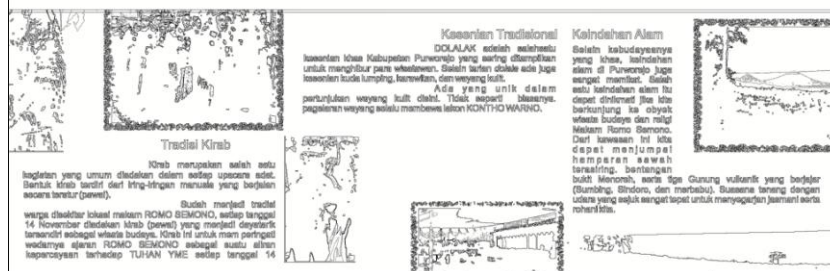 Tradisi Kirab
Kirab merupakan salah satu
kegiatan yang umum diadakan dalam setiap upacara adat.
Bentuk kirab terdiri dari iring-iringan manusia yang berjalan
secara teratur (pawai).
Sudah menjadi tradisi
warga disekitar lokasi makam ROMO SEMONO, setiap tanggal
14 November diadakan kirab (pawai) yang menjadi dayatarik
tersendiri sebagai wisata budaya. Kirab ini untuk mem peringati
wedarnya ajaran ROMO SEMONO sebagai suatu aliran
kepercayaan terhadap TUHAN YME setiap tanggal 14
Kesenian Tradisional
DOLALAK adalah salahsatu
kesenian khas Kabupaten Purworejo yang sering ditampilkan
untuk menghibur para wisatawan. Selain tarian dolale ada juga
kesenian kuda lumping, karawitan, dan wayang kulit.
Ada yang unik dalam
pertunjukan wayang kulit disini. Tidak seperti biasanya,
pagelaran wayang selalu membawa lakon KONTHO WARNO.
Keindahan Alam
Selain kebudayaanya
yang khas, keindahan
alam di Purworejo juga
sangat memikat. Salah
satu keindahan alam itu
dapat dinikmati jika kita
berkunjung ke obyek
wisata budaya dan religi
Makam Romo Semono.
Dari kawasan ini kita
dapat menjumpai
hamparan sawah
terasiring, bentangan
bukit Menoreh, serta tiga Gunung vulkanik yang berjajar
(Sumbing, Sindoro, dan merbabu). Suasana tenang dengan
udara yang sejuk sangat tepat untuk menyegarkan jasmani serta
rohani kita.